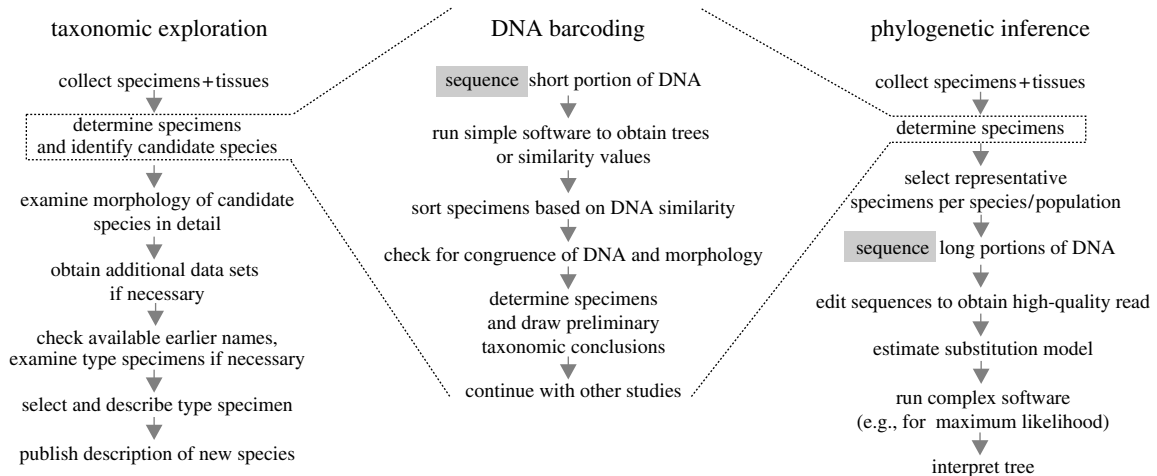 taxonomic exploration
collect specimens+tissues
determine specimens
and identify candidate species
examine morphology of candidate
species in detail
obtain additional data sets
if necessary
check available earlier names,
examine type specimens if necessary
select and describe type specimen
publish description of new species
DNA barcoding
sequence short portion of DNA
run simple software to obtain trees
or similarity values
sort specimens based on DNA similarity
check for congruence of DNA and morphology
determine specimens
and draw preliminary
taxonomic conclusions
continue with other studies
phylogenetic inference
collect specimens+tissues
determine specimens
select representative
specimens per species/population
sequence long portions of DNA
edit sequences to obtain high-quality read
estimate substitution model
run complex software
(e.g., for maximum likelihood)
interpret tree